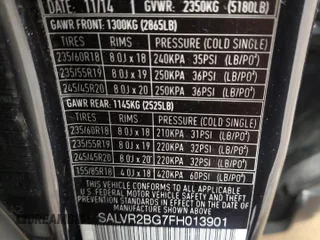 11/14 GVWR: 2350KG - (5180LB)
GAWR FRONT: 1300KG (2865LB)
TIRES RIMS PRESSURE (COLD SINGLE)
235/60R18 8.0J x 18 240KPA 35PSI (LB/PO²)
235/55R19 8.0J x 19 250KPA 36PSI (LB/PO²)
245/45R20 8.0J x 20 250KPA 36PSI (LB/PO²)
GAWR REAR: 1145KG (2525LB)
TIRES RIMS PRESSURE (COLD SINGLE)
235/60R18 8.0J x 18 210KPA 31PSI (LB/PO²)
235/55R19 8.0J x 19 220KPA 32PSI (LB/PO²)
245/45R20 8.0J x 20 220KPA 32PSI (LB/PO²)
155/85R18 4.0J x 18 420KPA 60PSI (LB/PO²)
THIS VEHICLE CONFORMS TO ALL
APPLICABLE FEDERAL MOTOR
VEHICLE SAFETY, BUMPER, AND
THEFT PREVENTION STANDARDS IN
EFFECT ON THE DATE OF
MANUFACTURE SHOWN ABOVE.
SALVR2BG7FH013901